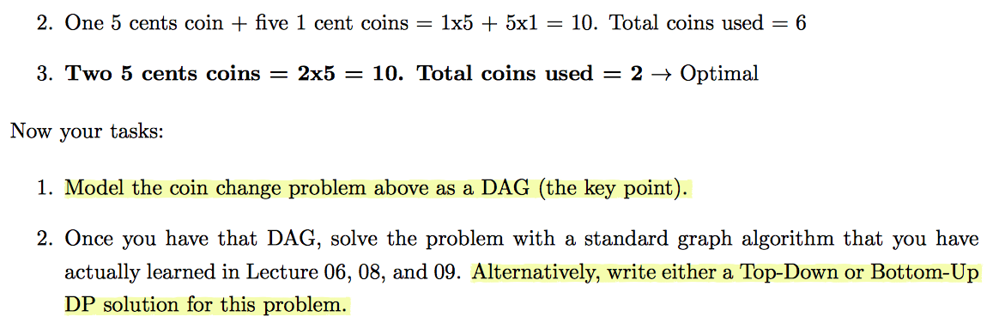 2. One 5 cents coin + five 1 cent coins = 1x5 + 5x1 = 10. Total coins used = 6
3. Two 5 cents coins = 2x5 = 10. Total coins used = 2 → Optimal
Now your tasks:
1. Model the coin change problem above as a DAG (the key point).
2. Once you have that DAG, solve the problem with a standard graph algorithm that you have
actually learned in Lecture 06, 08, and 09. Alternatively, write either a Top-Down or Bottom-Up
DP solution for this problem.